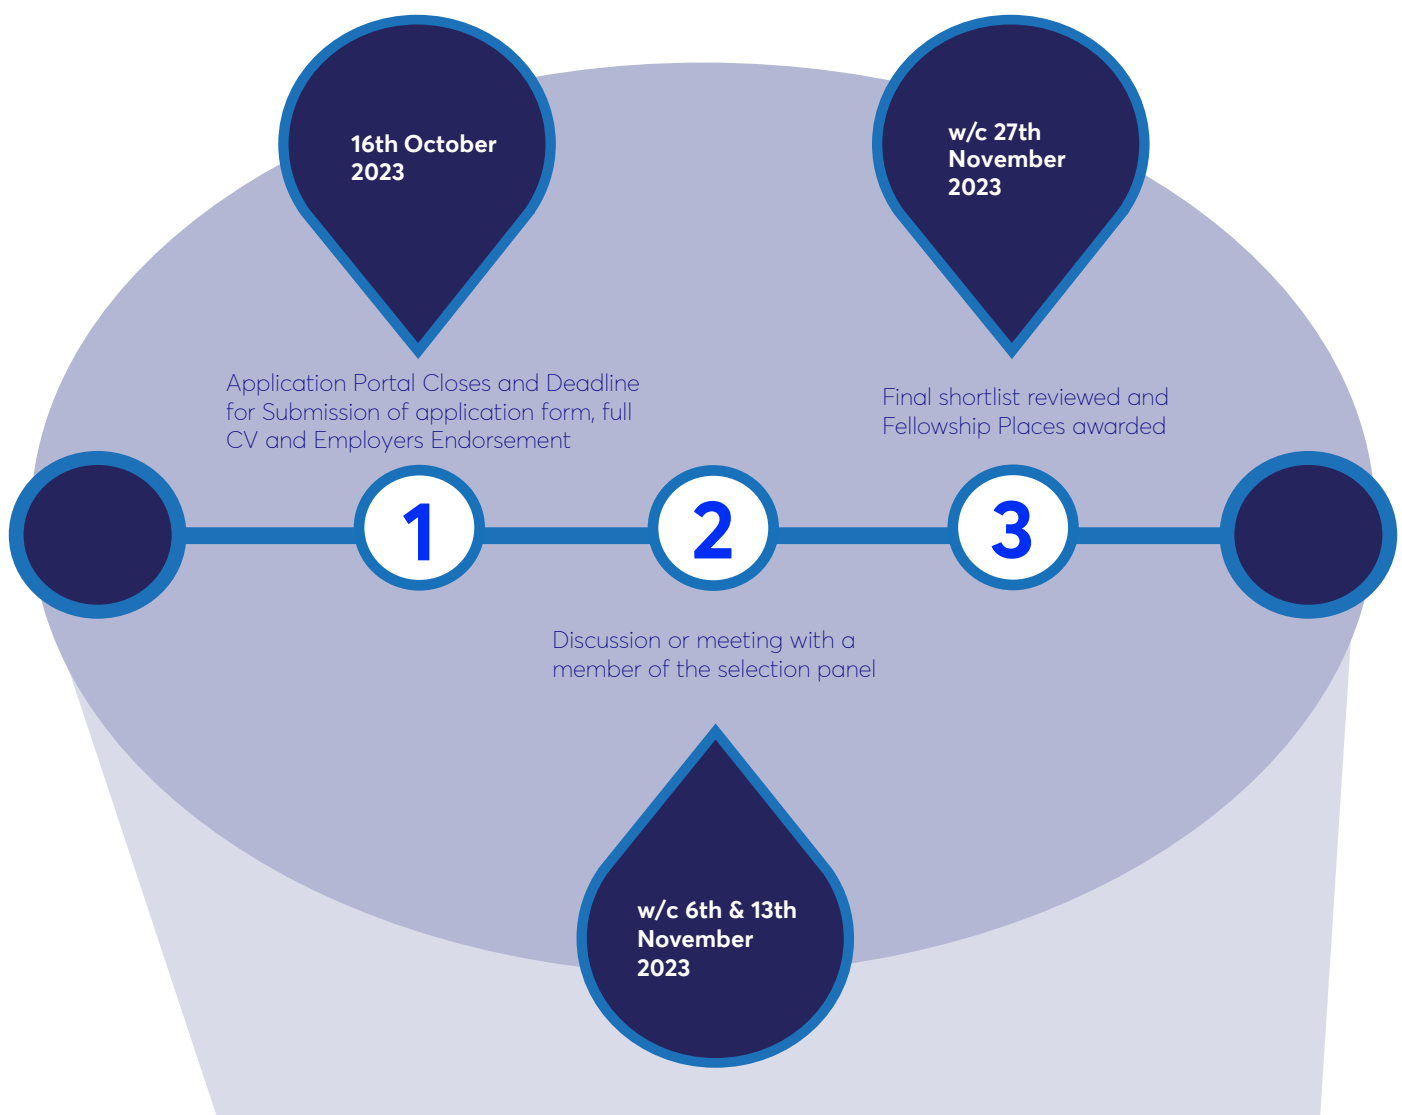 16th October
2023
w/c 27th
November
2023
Application Portal Closes and Deadline
for Submission of application form, full
CV and Employers Endorsement
Final shortlist reviewed and
Fellowship Places awarded
1
2
3
Discussion or meeting with a
member of the selection panel
w/c 6th & 13th
November
2023